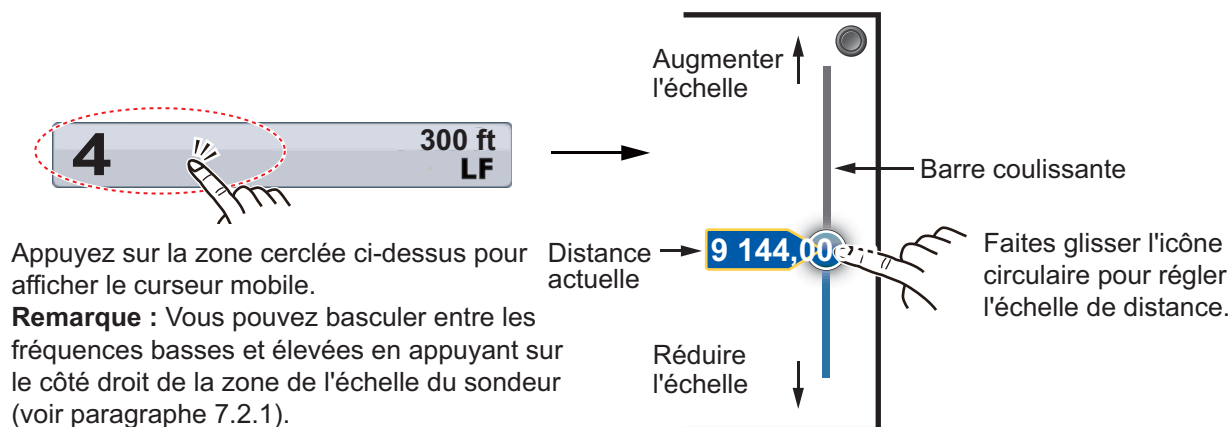 4
300 ft
LF
Appuyez sur la zone cerclée ci-dessus pour
afficher le curseur mobile.
Remarque : Vous pouvez basculer entre les
fréquences basses et élevées en appuyant sur
le côté droit de la zone de l'échelle du sondeur
(voir paragraphe 7.2.1).
Augmenter
l'échelle
Barre coulissante
Distance
actuelle
9 144,00
Faites glisser l'icône
circulaire pour régler
l'échelle de distance.
Réduire
l'échelle